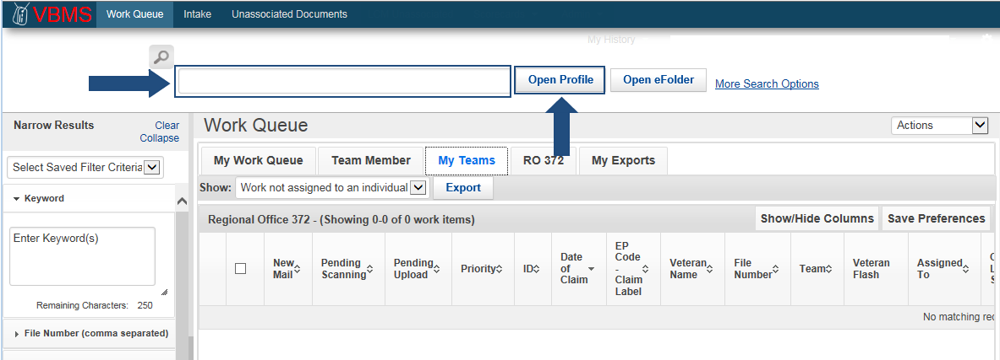 VBMS Work Queue Intake Unassociated Documents
My History
Open Profile Open eFolder More Search Options
Narrow Results Clear
Collapse
Work Queue Actions
Select Saved Filter Criteria
My Work Queue Team Member My Teams RO 372 My Exports
Show: Work not assigned to an individual Export
Keyword
Enter Keyword(s)
Remaining Characters: 250
File Number (comma separated)
Regional Office 372 - (Showing 0-0 of 0 work items) Show/Hide Columns Save Preferences
New Mail Pending Scanning Pending Upload Priority ID Date of Claim EP Code - Claim Label Veteran Name File Number Team Veteran Flash Assigned To
No matching